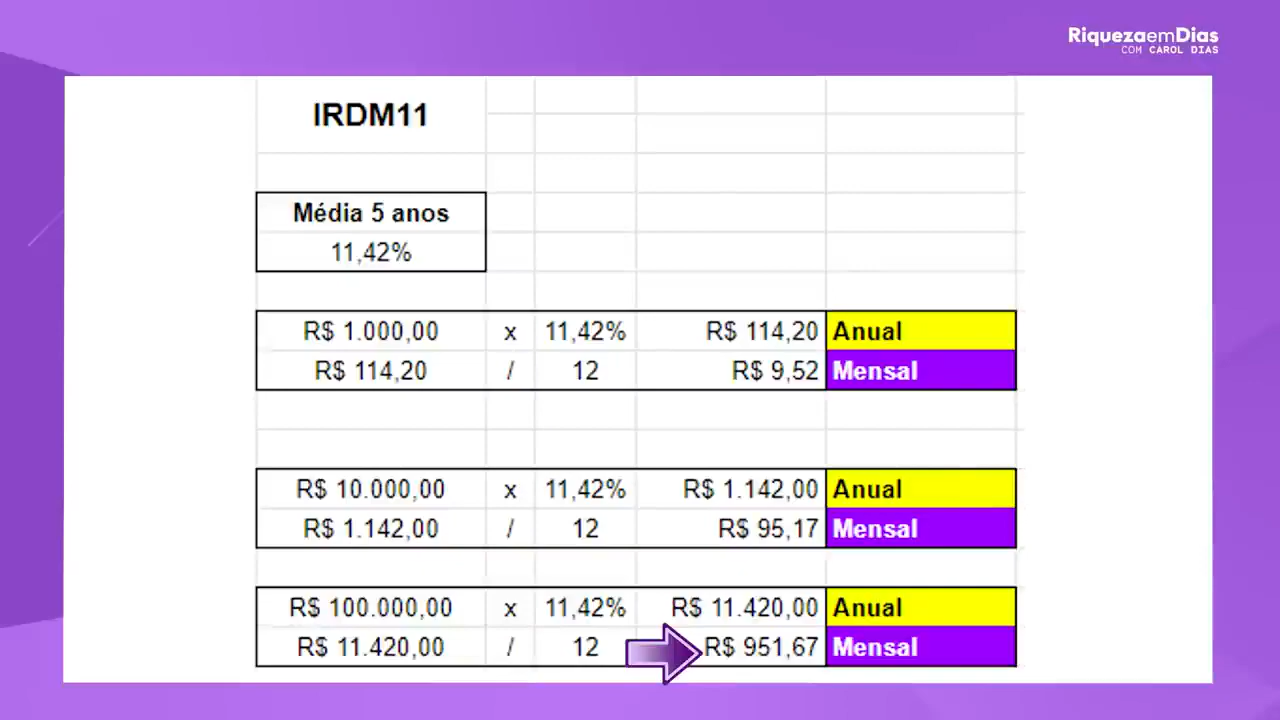 RiquezaemDias
COM CAROL DIAS
IRDM11
Média 5 anos
11,42%
R$ 1.000,00 x 11,42% R$ 114,20 Anual
R$ 114,20 / 12 R$ 9,52 Mensal
R$ 10.000,00 x 11,42% R$ 1.142,00 Anual
R$ 1.142,00 / 12 R$ 95,17 Mensal
R$ 100.000,00 x 11,42% R$ 11.420,00 Anual
R$ 11.420,00 / 12 R$ 951,67 Mensal